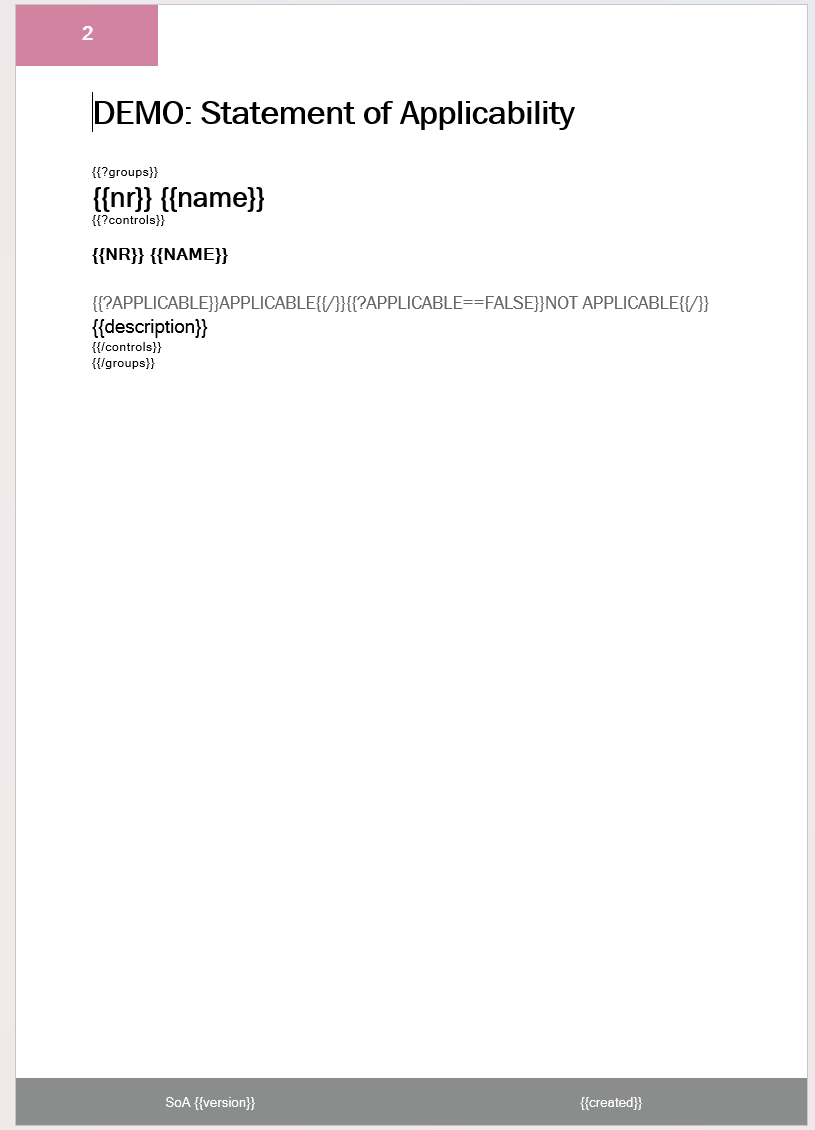 2
DEMO: Statement of Applicability
{{?groups}}
{{nr}} {{name}}
{{?controls}}
{{NR}} {{NAME}}
{{?APPLICABLE}}APPLICABLE{{/}}{{?APPLICABLE==FALSE}}NOT APPLICABLE{{/}}
{{description}}
{{/controls}}
{{/groups}}
SoA {{version}} {{created}}